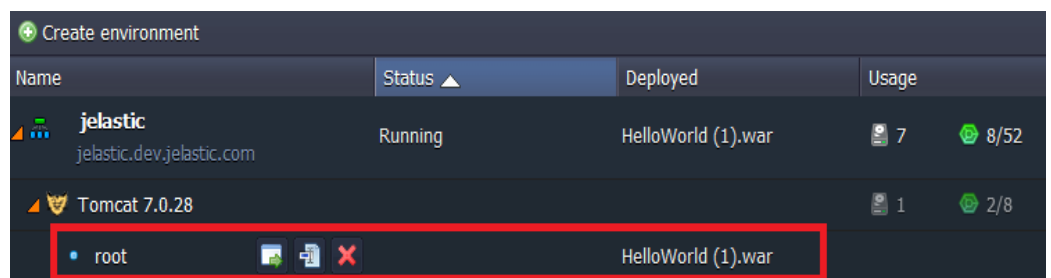 Create environment
Name Status Deployed Usage
jelastic Running HelloWorld (1).war 7 8/52
jelastic.dev.jelastic.com
Tomcat 7.0.28 1 2/8
root HelloWorld (1).war